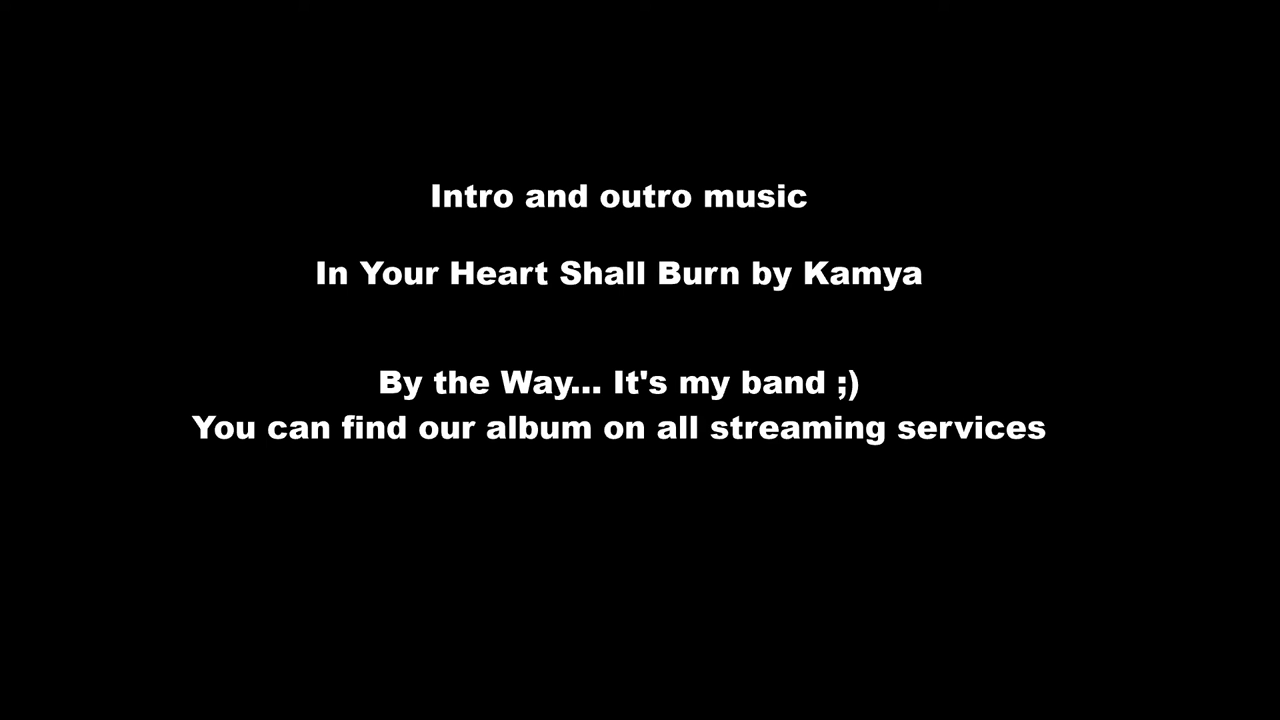 Intro and outro music
In Your Heart Shall Burn by Kamya
By the Way... It's my band ;)
You can find our album on all streaming services